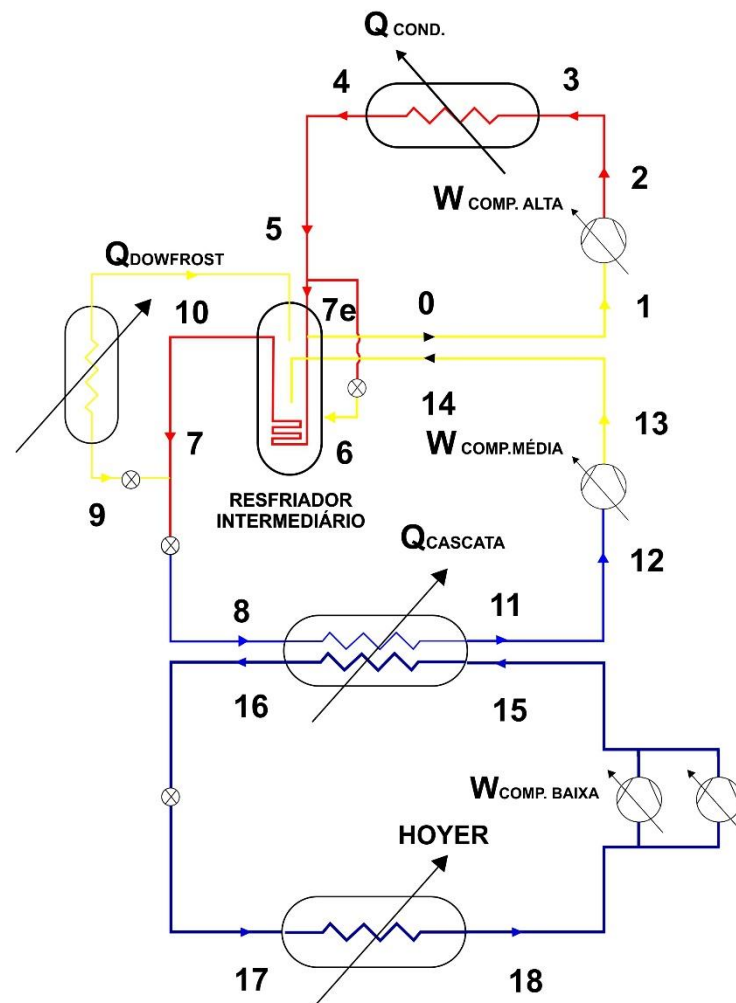 Q COND.
4
3
2
W COMP. ALTA
5
QDOWFROST
10
7e
0
1
14
13
7
6
W COMP.MÉDIA
9
RESFRIADOR
INTERMEDIÁRIO
QCASCATA
12
8
11
16
15
W COMP. BAIXA
HOYER
17
18